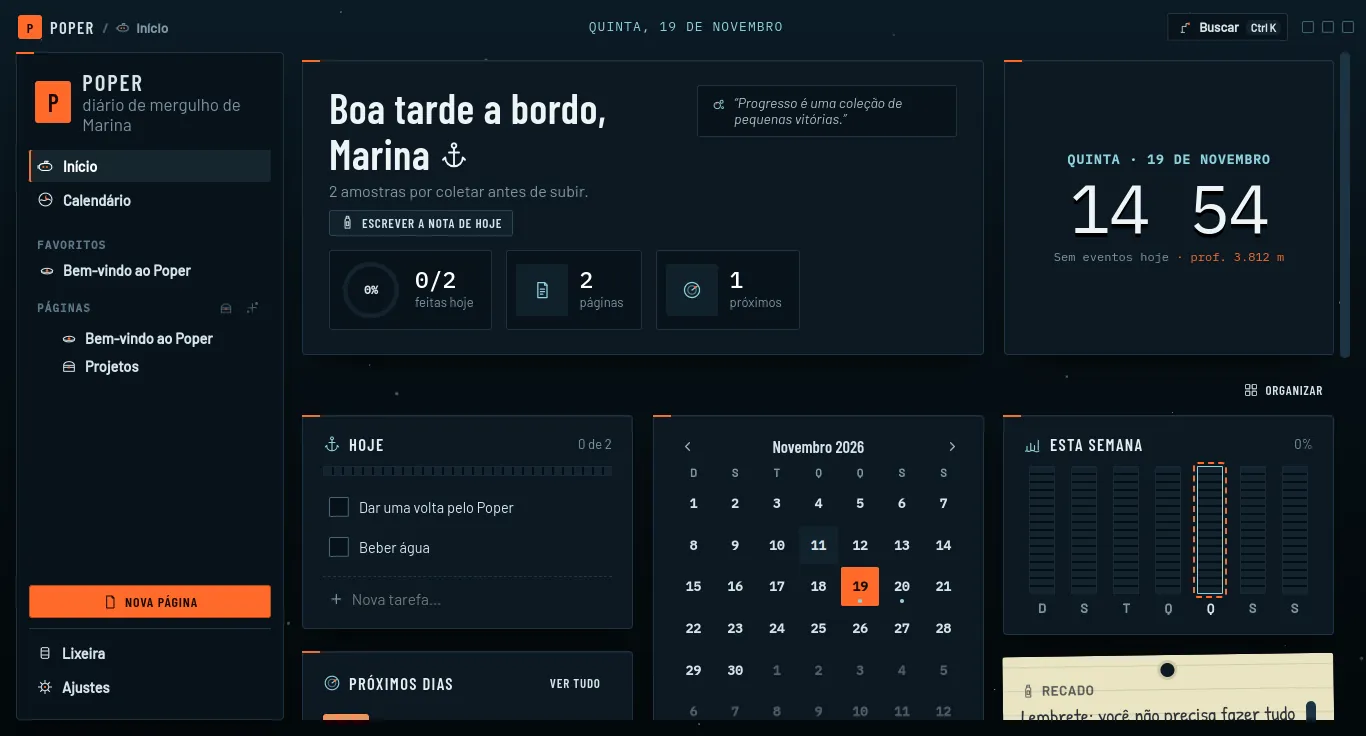 P POPER / Início
QUINTA, 19 DE NOVEMBRO
Buscar Ctrl K
P POPER
diário de mergulho de
Marina
Início
Calendário
FAVORITOS
Bem-vindo ao Poper
PÁGINAS
Bem-vindo ao Poper
Projetos
NOVA PÁGINA
Lixeira
Ajustes
Boa tarde a bordo,
Marina
"Progresso é uma coleção de
pequenas vitórias."
2 amostras por coletar antes de subir.
ESCREVER A NOTA DE HOJE
0% 0/2
feitas hoje
2
páginas
1
próximos
QUINTA · 19 DE NOVEMBRO
14 54
Sem eventos hoje · prof. 3.812 m
ORGANIZAR
HOJE 0 de 2
Dar uma volta pelo Poper
Beber água
+ Nova tarefa...
PRÓXIMOS DIAS VER TUDO
Novembro 2026
D S T Q Q S S
1 2 3 4 5 6 7
8 9 10 11 12 13 14
15 16 17 18 19 20 21
22 23 24 25 26 27 28
29 30 1 2 3 4 5
6 7 8 9 10 11 12
ESTA SEMANA 0%
D S T Q Q S S
RECADO
Lembrete: você não precisa fazer tudo